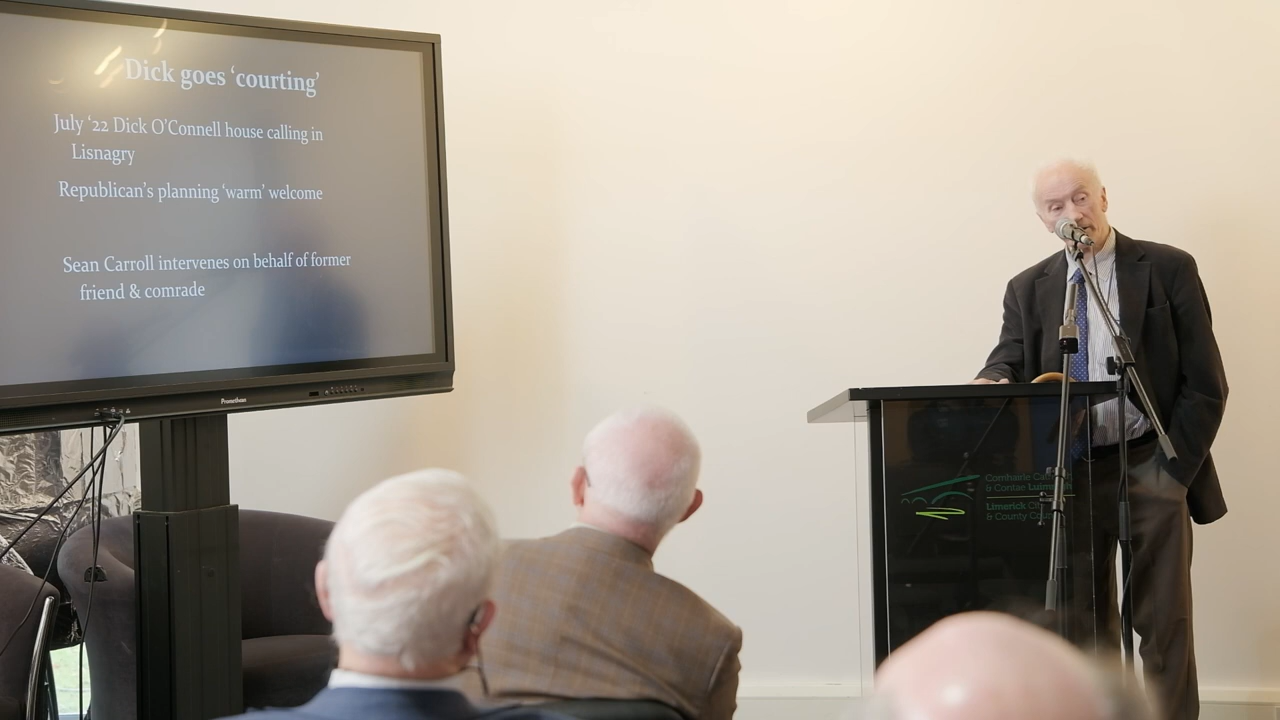 Dick goes ‘courting’
July ‘22 Dick O’Connell house calling in
Lisnagry
Republican’s planning ‘warm’ welcome
Sean Carroll intervenes on behalf of former
friend & comrade
Promethean
Comhairle
& Contae
Limerick
& County